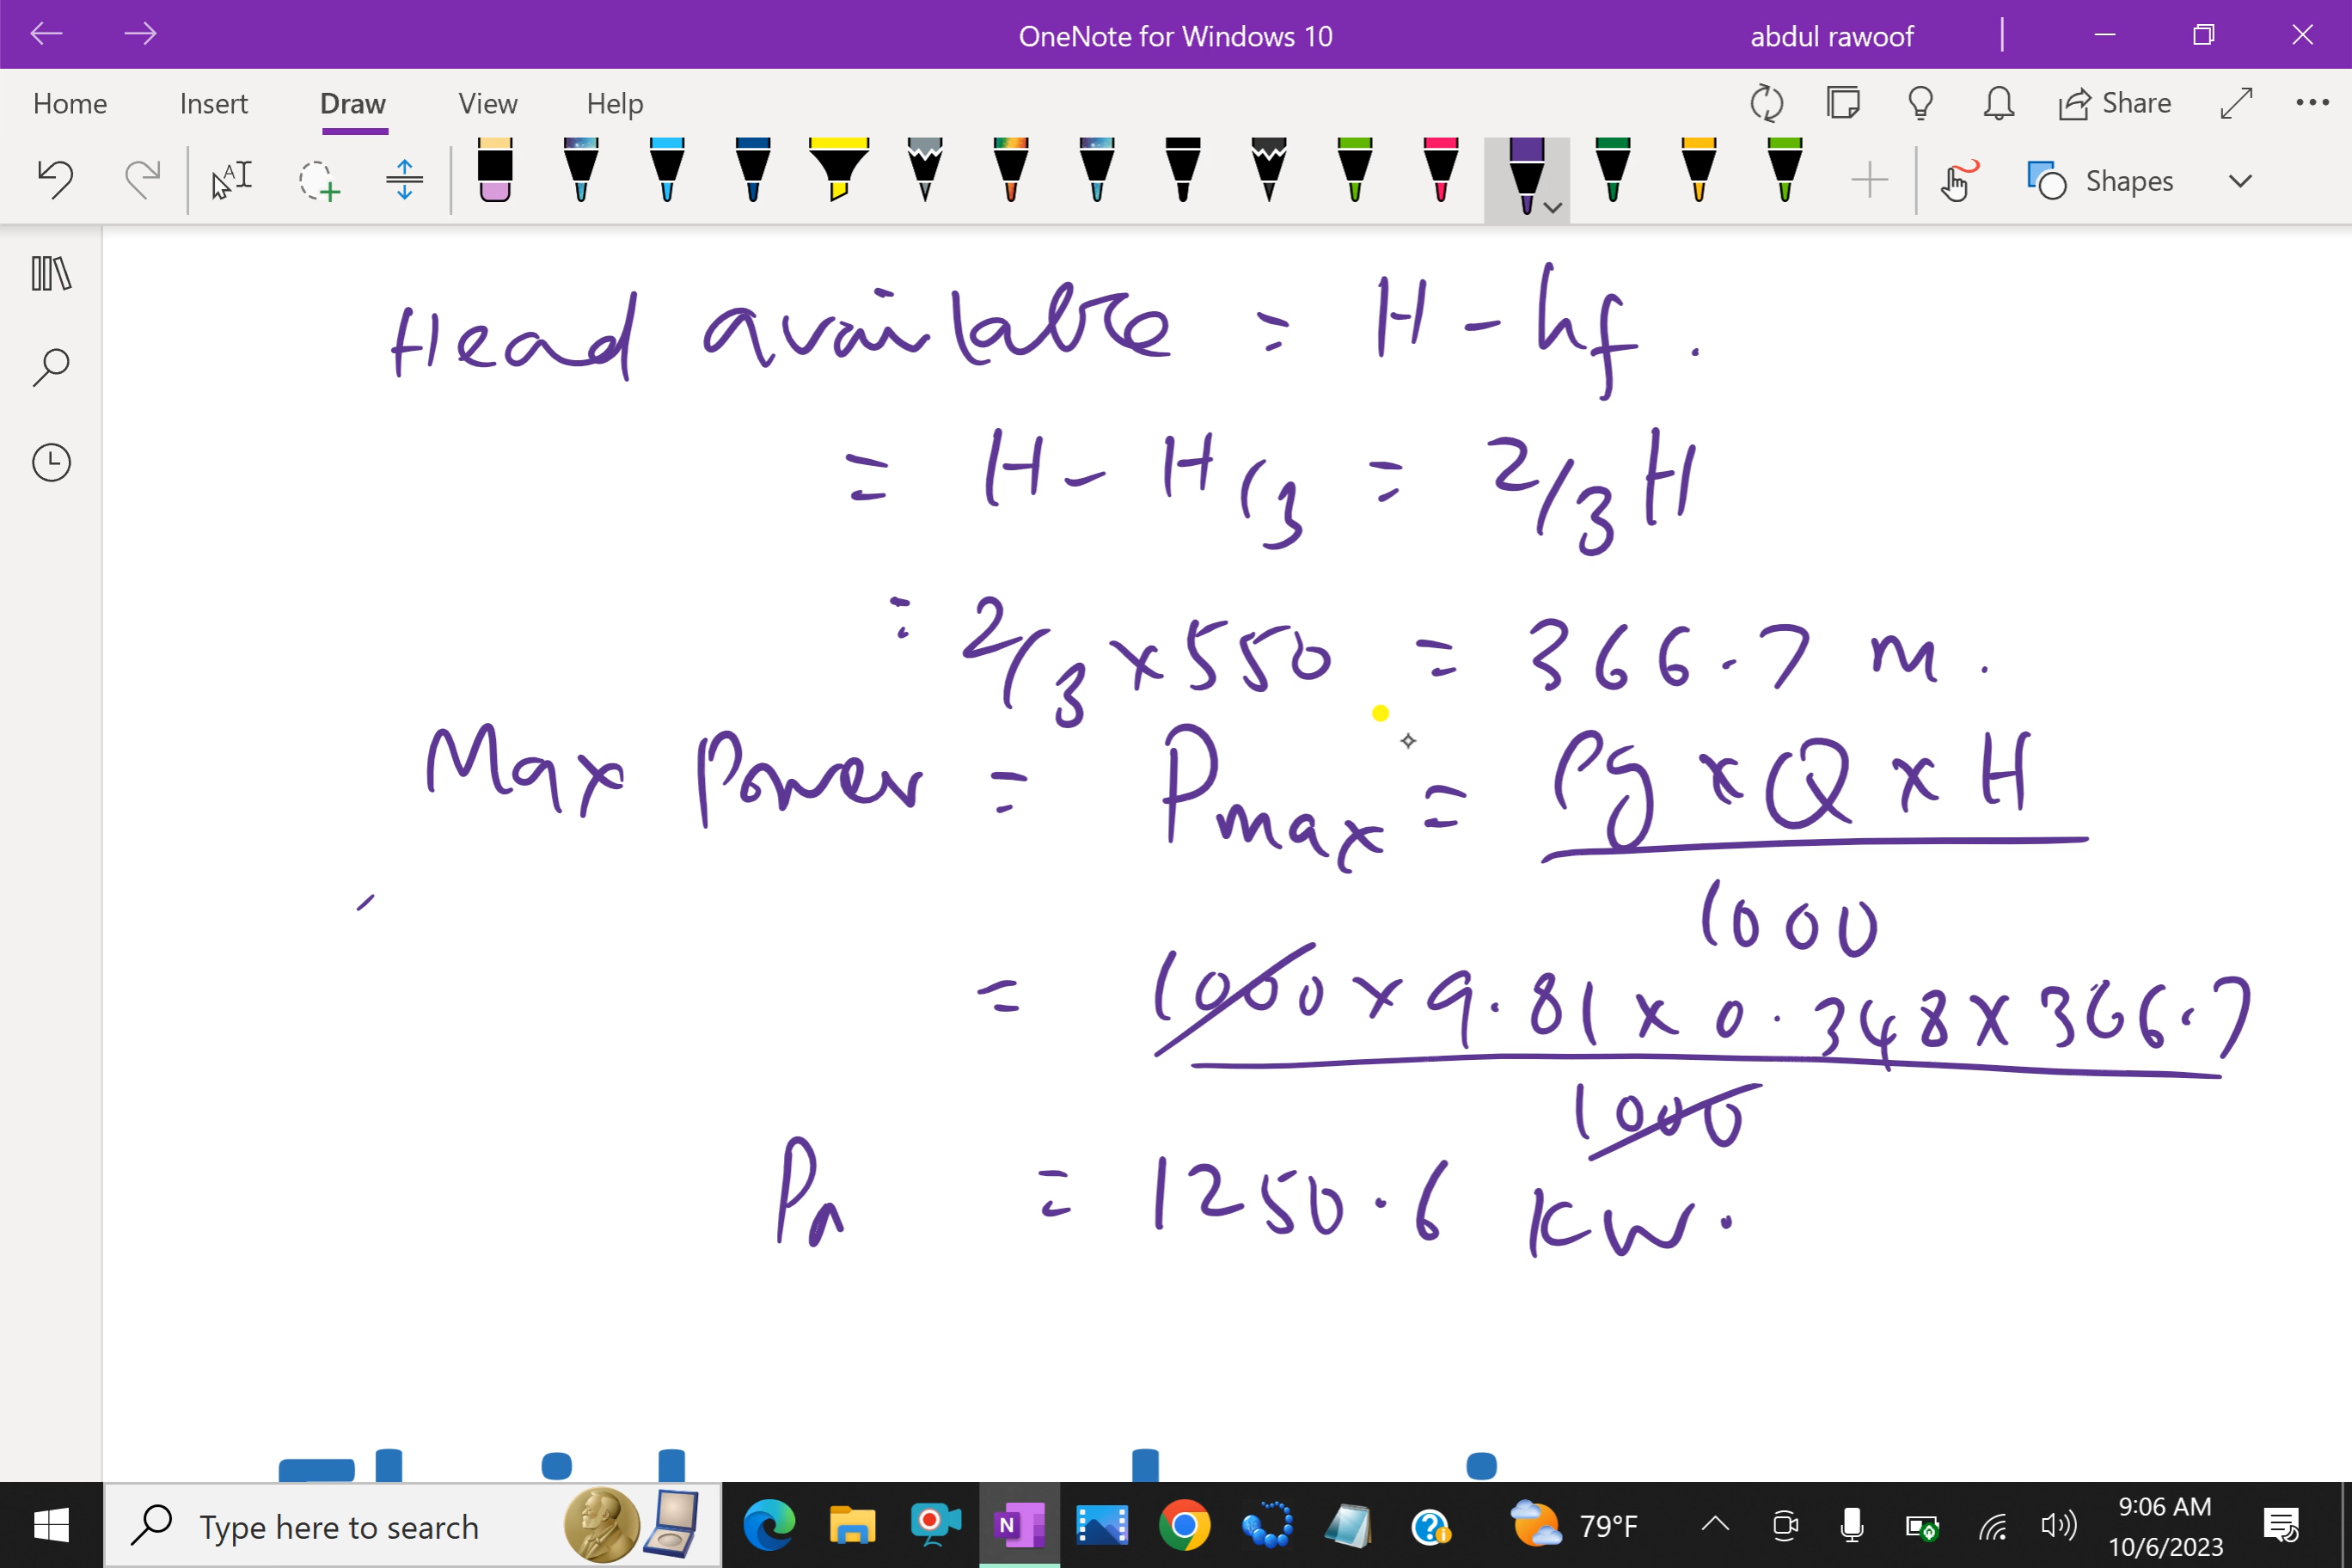 OneNote for Windows 10
abdul rawoof
Home Insert Draw View Help
Share
Shapes
Head available = H - hf .
= H - H/3 = 2/3 H
= 2/3 × 550 = 366.7 m .
Max Power = Pmax = ρg × Q × H
1000
= 1000 × 9.81 × 0.348 × 366.7
1000
= 1250.6 kW .
Type here to search
79°F
9:06 AM
10/6/2023